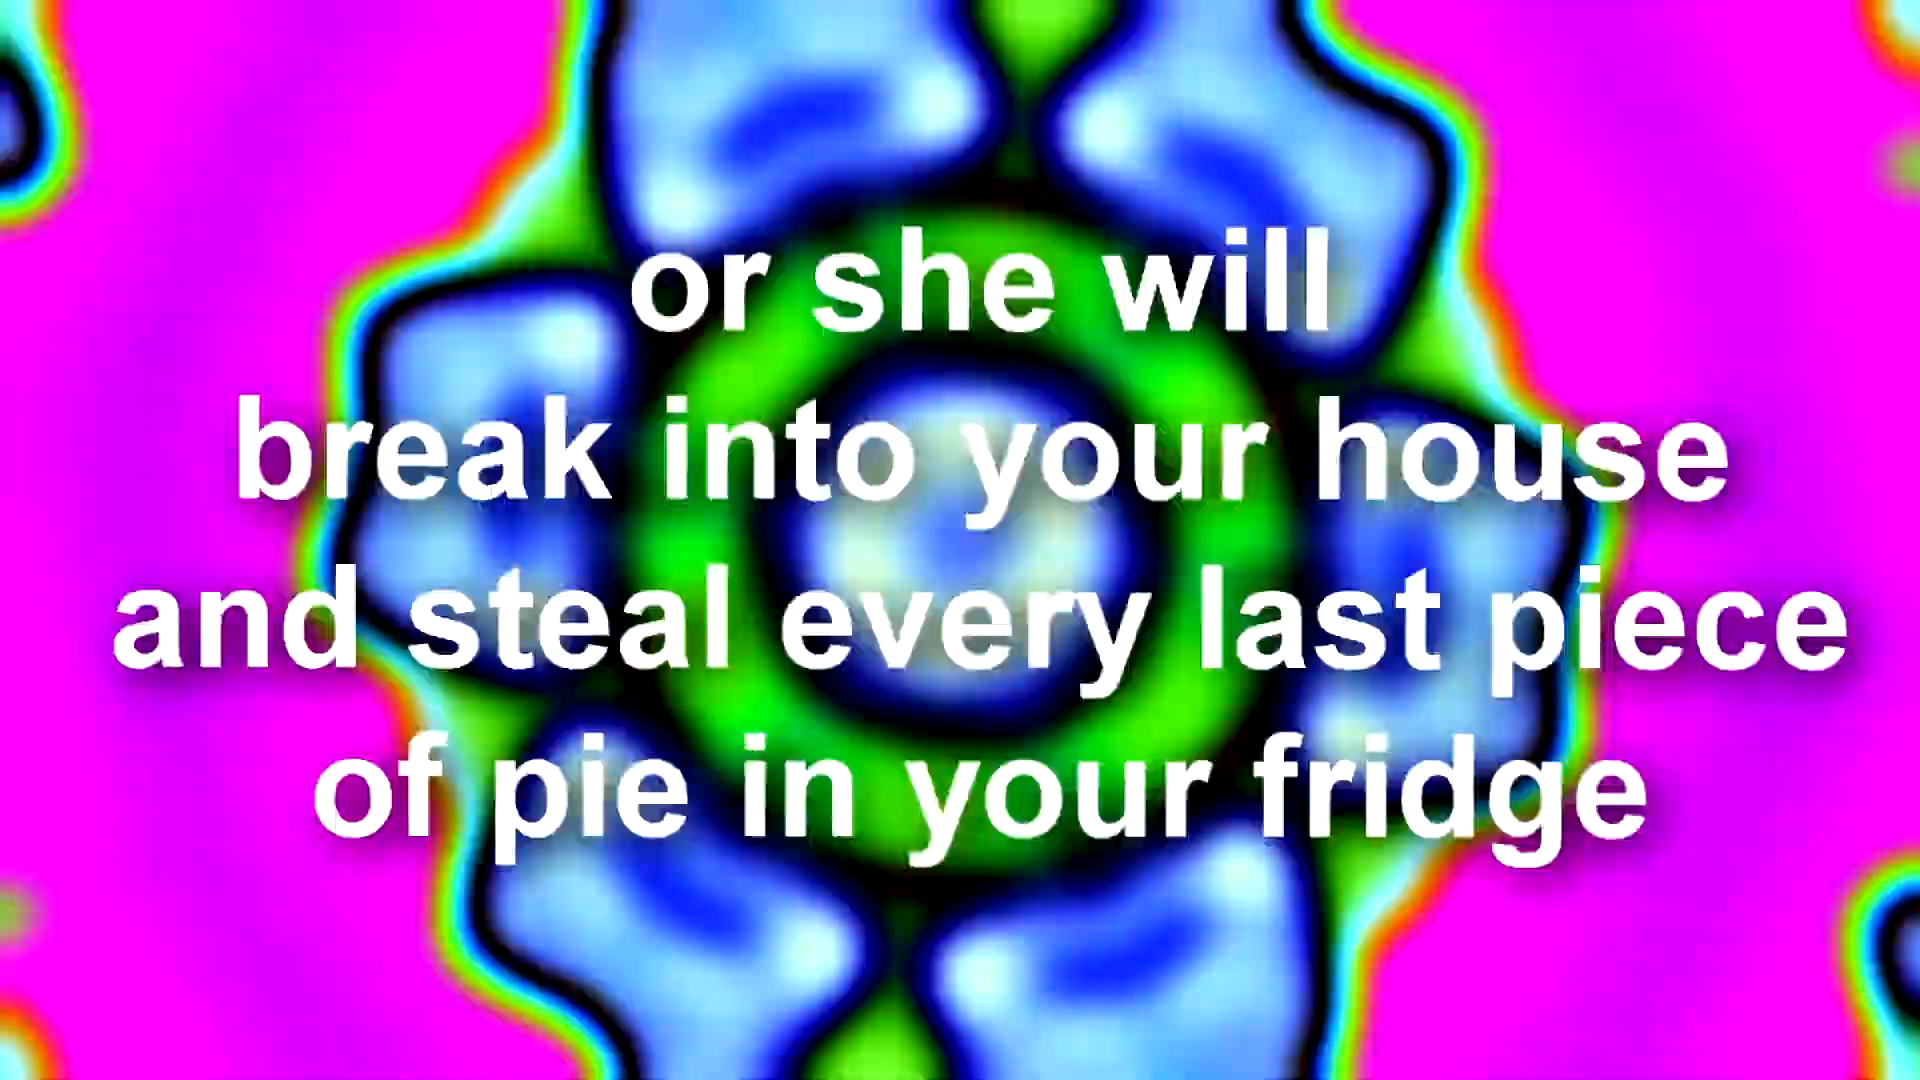 or she will
break into your house
and steal every last piece
of pie in your fridge